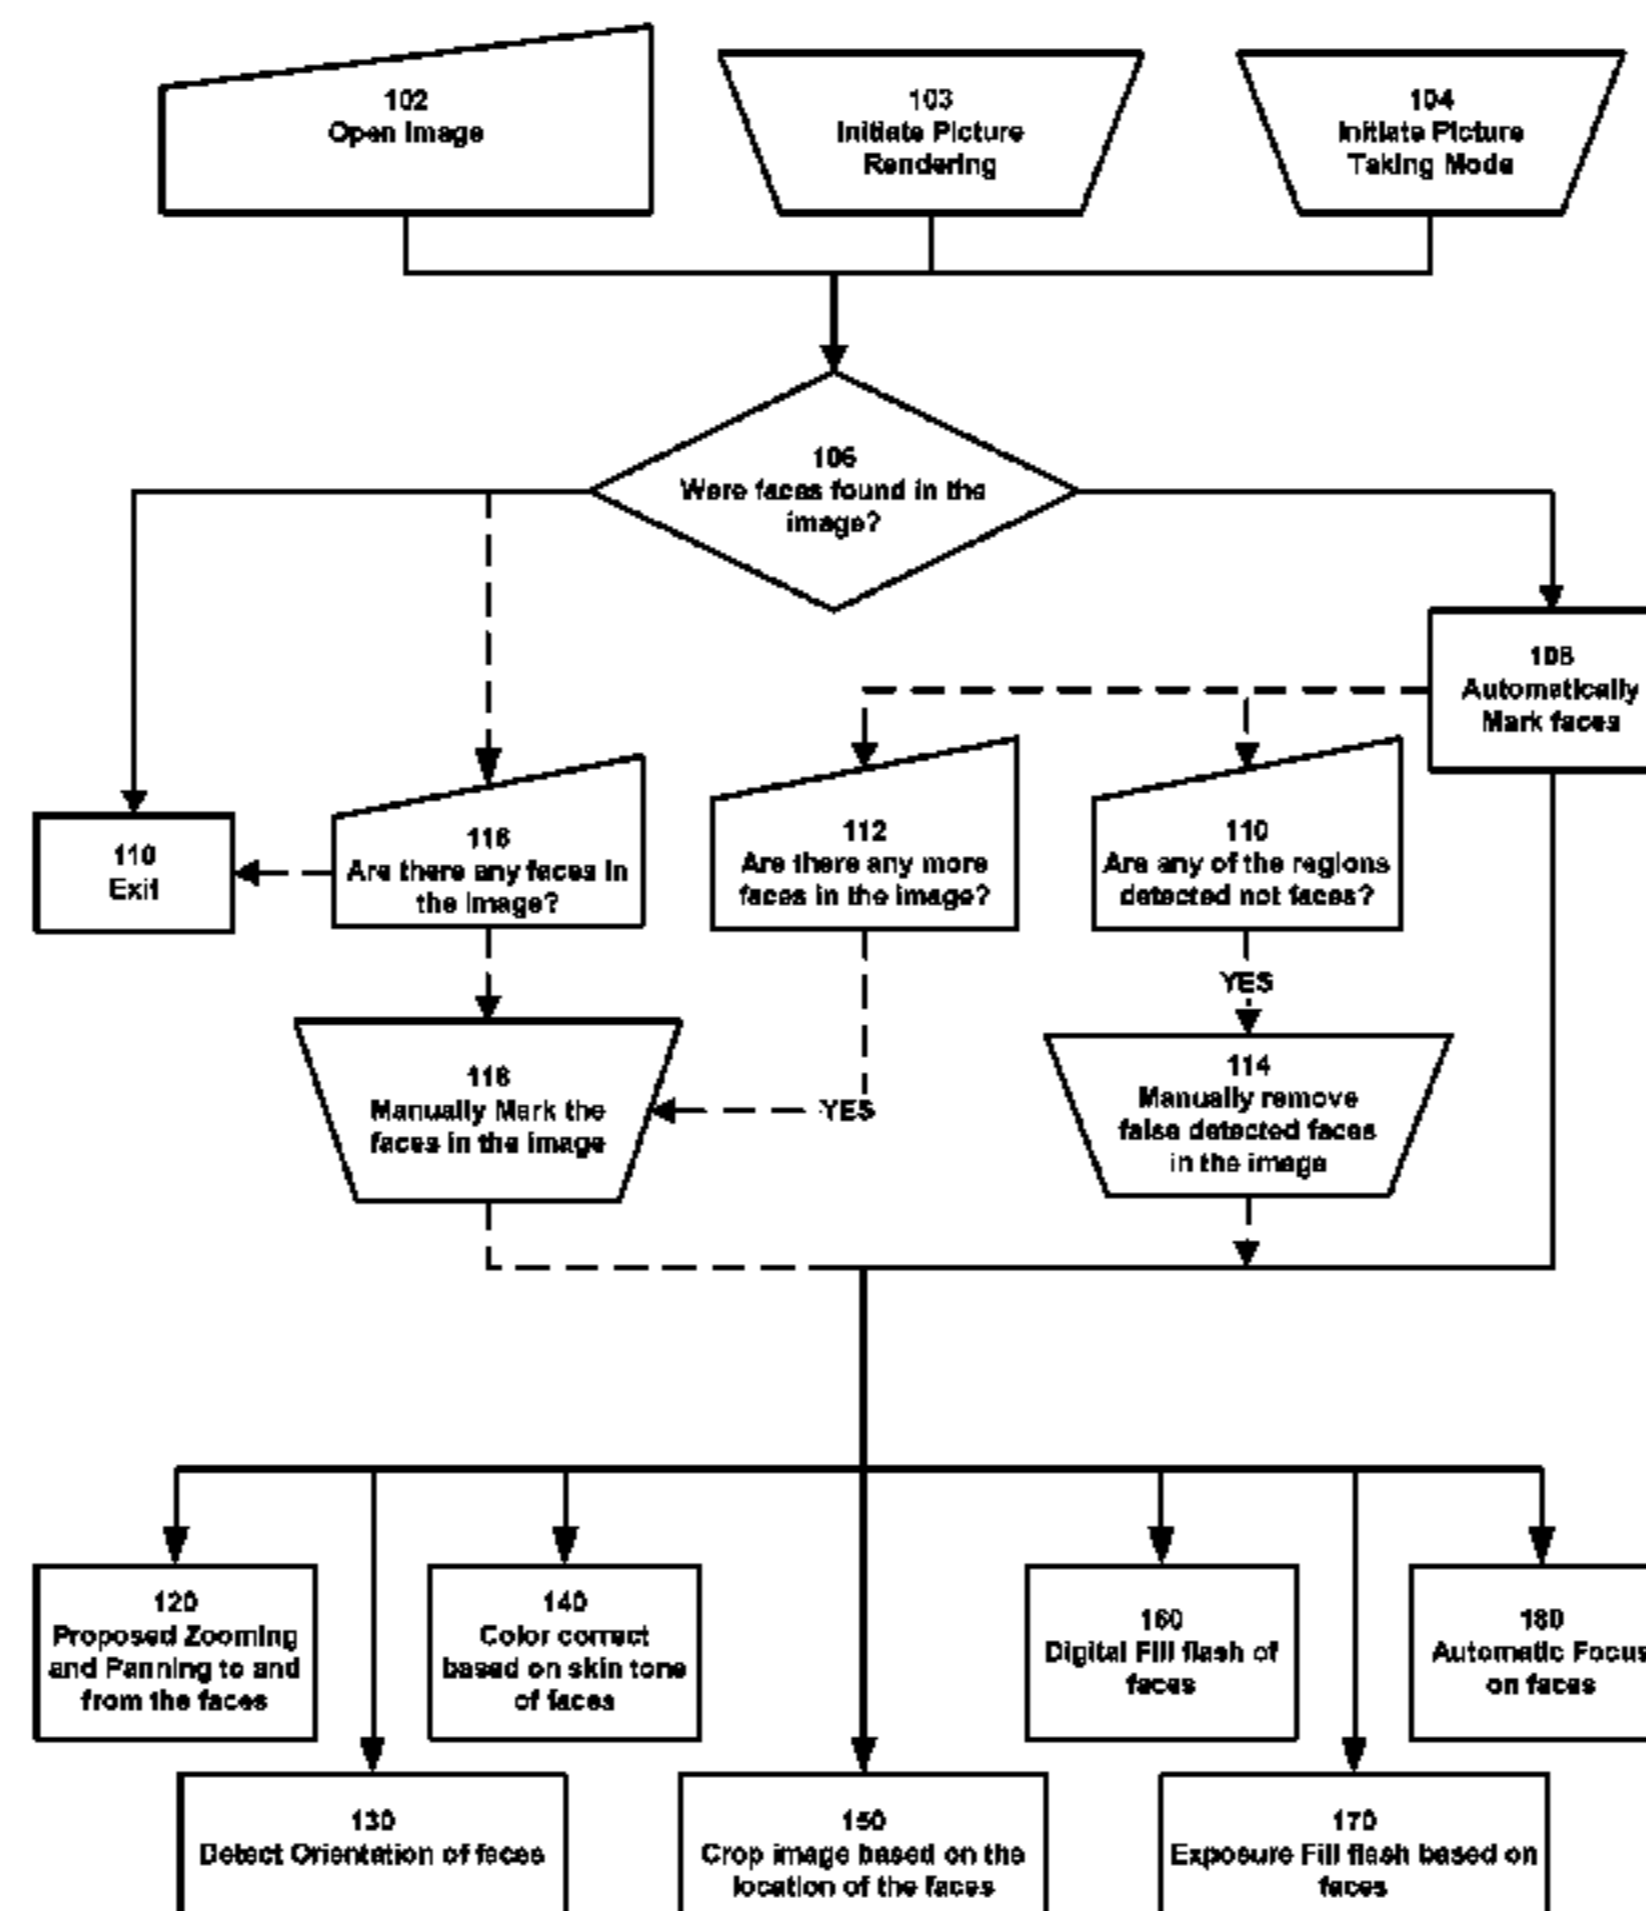 102
Open Image
103
Initiate Picture
Rendering
104
Initiate Picture
Taking Mode
106
Were faces found in the
image?
108
Automatically
Mark faces
110
Exit
116
Are there any faces in
the image?
112
Are there any more
faces in the image?
110
Are any of the regions
detected not faces?
YES
118
Manually Mark the
faces in the image
YES
114
Manually remove
false detected faces
in the image
120
Proposed Zooming
and Panning to and
from the faces
140
Color correct
based on skin tone
of faces
160
Digital Fill flash of
faces
180
Automatic Focus
on faces
130
Detect Orientation of faces
150
Crop image based on the
location of the faces
170
Exposure Fill flash based on
faces